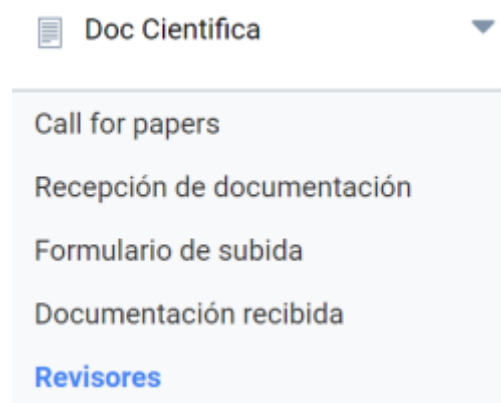 Doc Cientifica
Call for papers
Recepción de documentación
Formulario de subida
Documentación recibida
Revisores